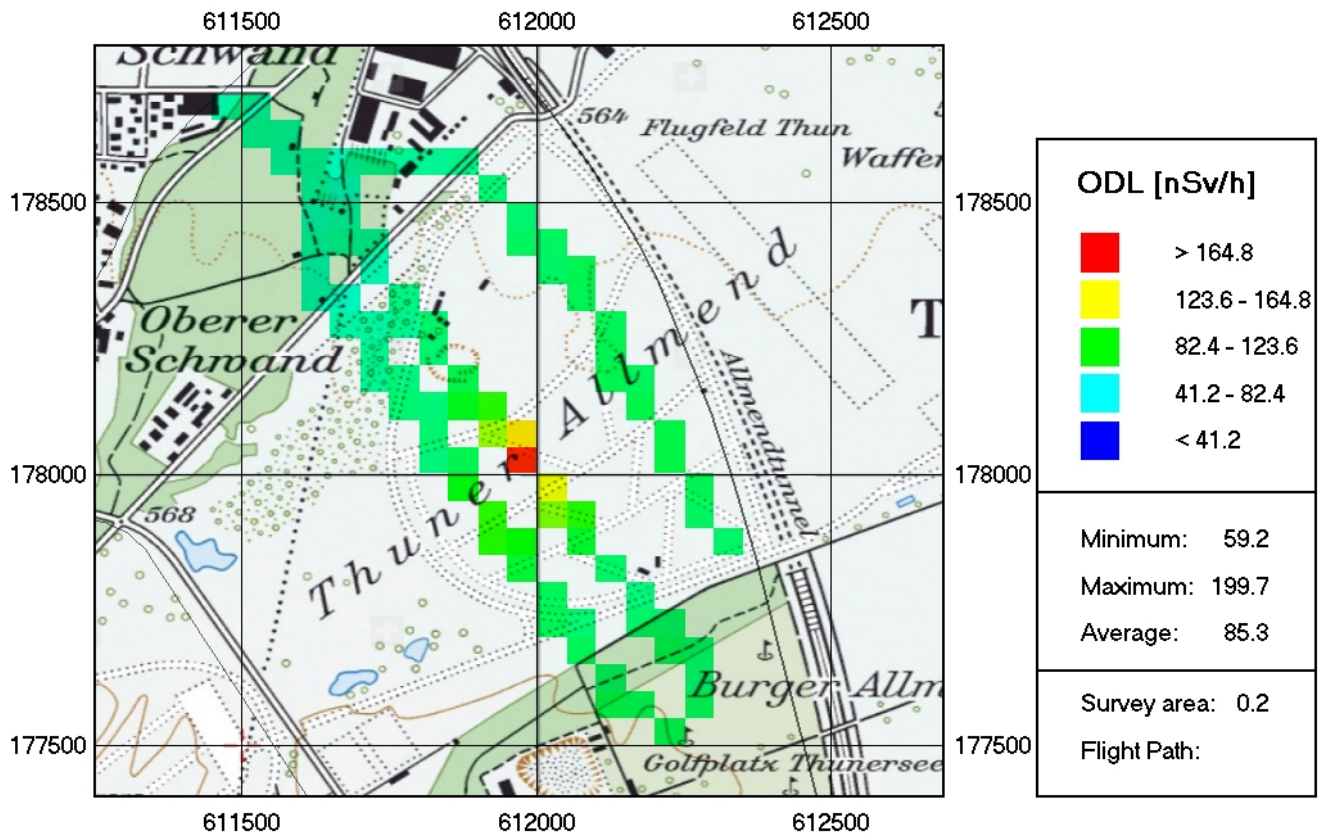 611500 612000 612500
Schwand
564
Flugfeld Thun
Waffen
178500 178500
Oberer
Schwand
T
Thuner Allmend
Allmendtunnel
178000 178000
568
Burger Allm
Golfplatz Thunersee
177500 177500
611500 612000 612500
ODL [nSv/h]
> 164.8
123.6 - 164.8
82.4 - 123.6
41.2 - 82.4
< 41.2
Minimum: 59.2
Maximum: 199.7
Average: 85.3
Survey area: 0.2
Flight Path: